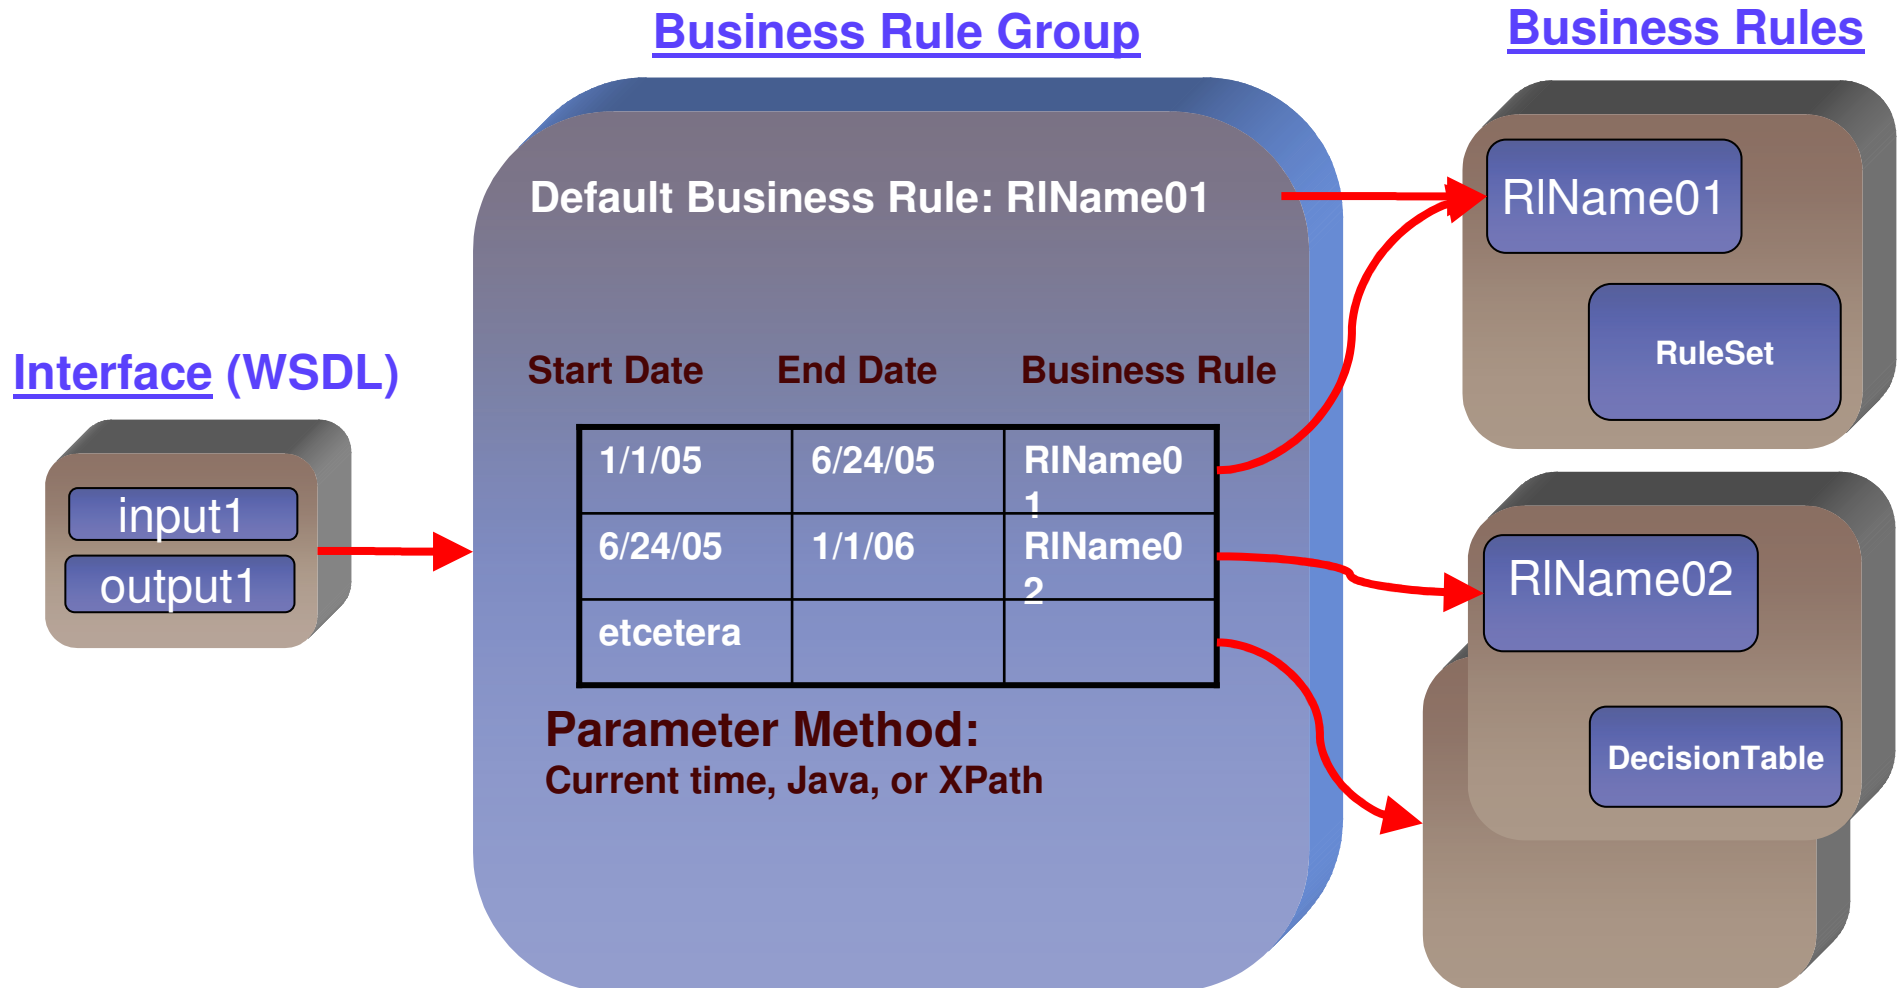 Business Rule Group
Business Rules
Default Business Rule: RlName01
RlName01
RuleSet
Interface (WSDL)
input1
output1
Start Date End Date Business Rule
1/1/05 6/24/05 RlName0
1
6/24/05 1/1/06 RlName0
2
etcetera
Parameter Method:
Current time, Java, or XPath
RlName02
DecisionTable